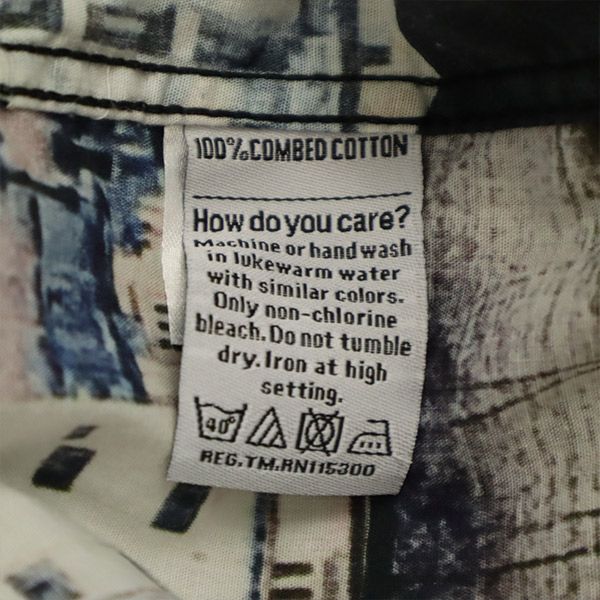 100%COMBED COTTON
How do you care?
Machine or hand wash
in lukewarm water
with similar colors.
Only non-chlorine
bleach. Do not tumble
dry. Iron at high
setting.
40°
REG.TM.RN115300